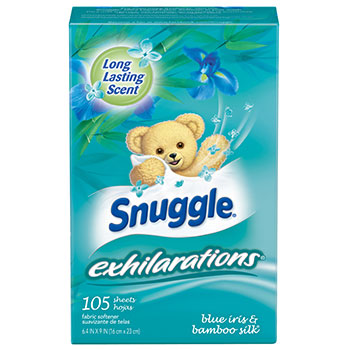 Long
Lasting
Scent
Snuggle®
exhilarations®
105 sheets
hojas
fabric softener
suavizante de telas
6.4 IN X 9 IN (16 cm x 23 cm)
blue iris &
bamboo silk